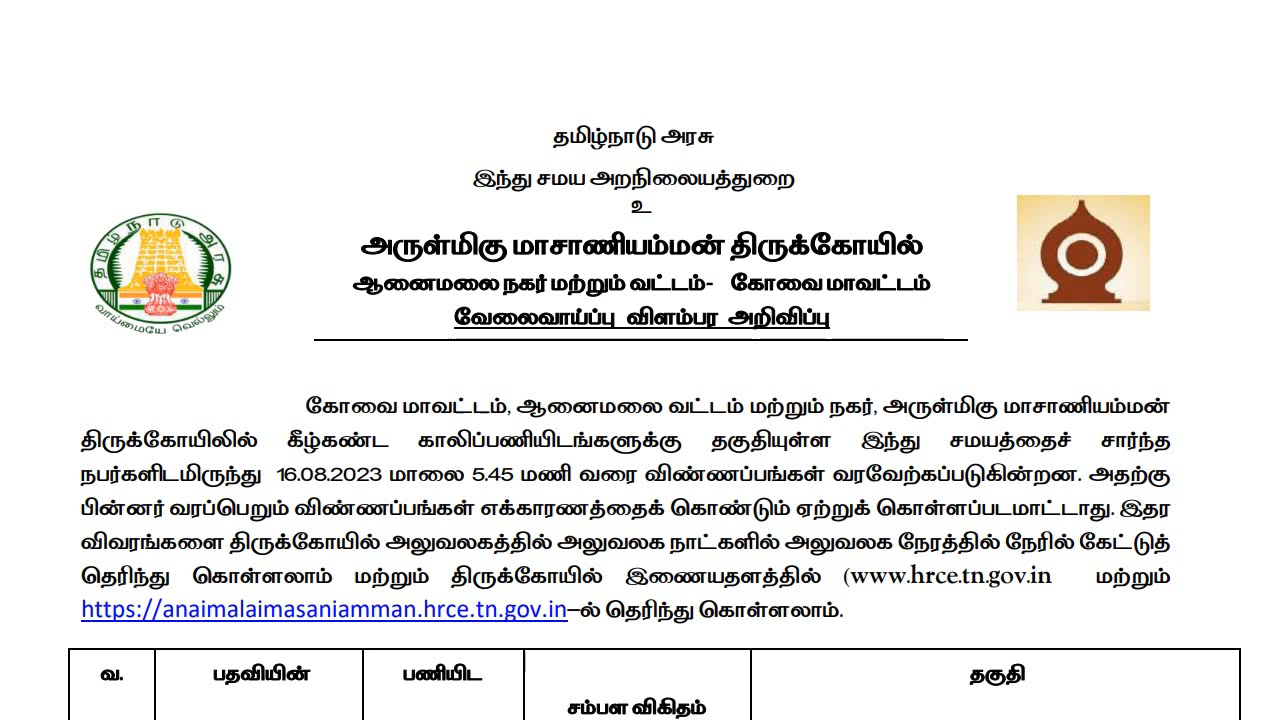 தமிழ்நாடு அரசு
இந்து சமய அறநிலையத்துறை
உ
தமிழ்நாடு அரசு
வாய்மையே வெல்லும்
அருள்மிகு மாசாணியம்மன் திருக்கோயில்
ஆனைமலை நகர் மற்றும் வட்டம்- கோவை மாவட்டம்
வேலைவாய்ப்பு விளம்பர அறிவிப்பு
கோவை மாவட்டம், ஆனைமலை வட்டம் மற்றும் நகர், அருள்மிகு மாசாணியம்மன்
திருக்கோயிலில் கீழ்கண்ட காலிப்பணியிடங்களுக்கு தகுதியுள்ள இந்து சமயத்தைச் சார்ந்த
நபர்களிடமிருந்து 16.08.2023 மாலை 5.45 மணி வரை விண்ணப்பங்கள் வரவேற்கப்படுகின்றன. அதற்கு
பின்னர் வரப்பெறும் விண்ணப்பங்கள் எக்காரணத்தைக் கொண்டும் ஏற்றுக் கொள்ளப்படமாட்டாது. இதர
விவரங்களை திருக்கோயில் அலுவலகத்தில் அலுவலக நாட்களில் அலுவலக நேரத்தில் நேரில் கேட்டுத்
தெரிந்து கொள்ளலாம் மற்றும் திருக்கோயில் இணையதளத்தில் (www.hrce.tn.gov.in மற்றும்
https://anaimalaimasaniamman.hrce.tn.gov.in–ல் தெரிந்து கொள்ளலாம்.
வ. பதவியின் பணியிட தகுதி
சம்பள விகிதம்